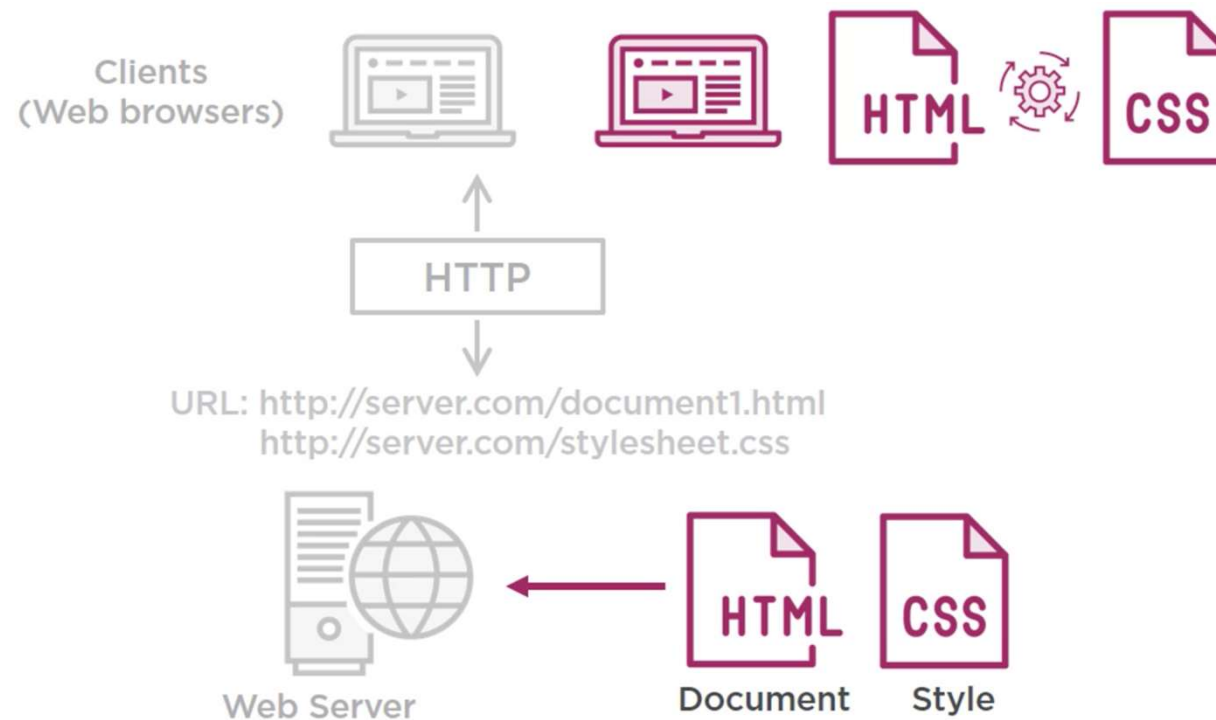 Clients
(Web browsers)
HTML
CSS
HTTP
URL: http://server.com/document1.html
http://server.com/stylesheet.css
HTML
CSS
Web Server
Document
Style